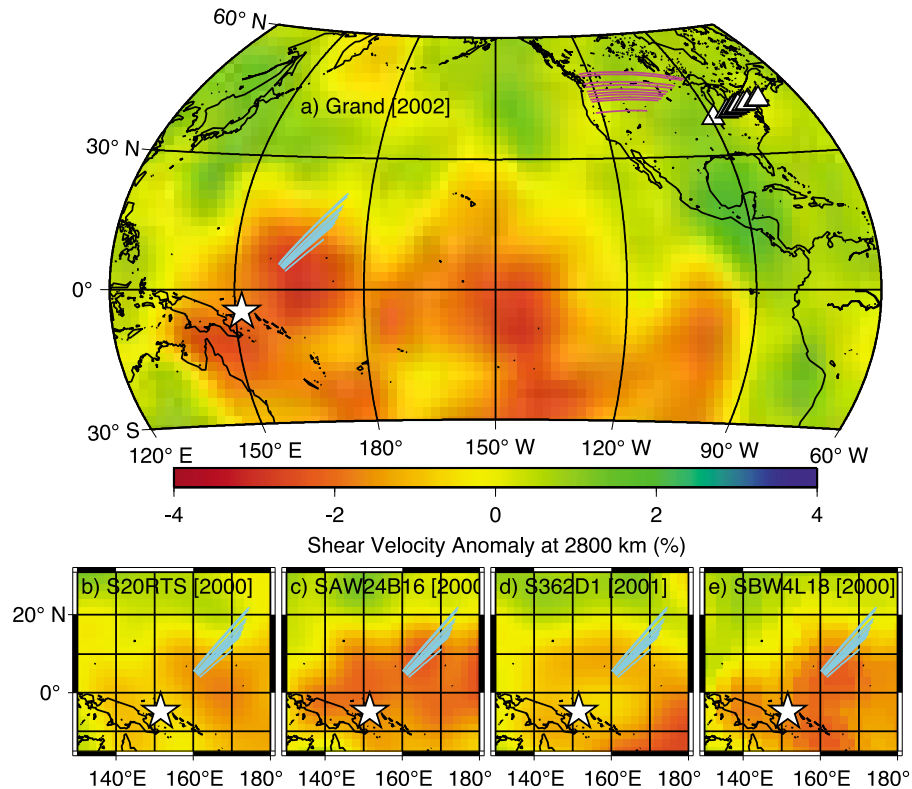 60° N
a) Grand [2002]
30° N
0°
30° S
120° E 150° E 180° 150° W 120° W 90° W 60° W
-4 -2 0 2 4
Shear Velocity Anomaly at 2800 km (%)
b) S20RTS [2000] c) SAW24B16 [2000 d) S362D1 [2001] e) SBW4L18 [2000]
20° N
0°
140°E 160°E 180° 140°E 160°E 180° 140°E 160°E 180° 140°E 160°E 180°